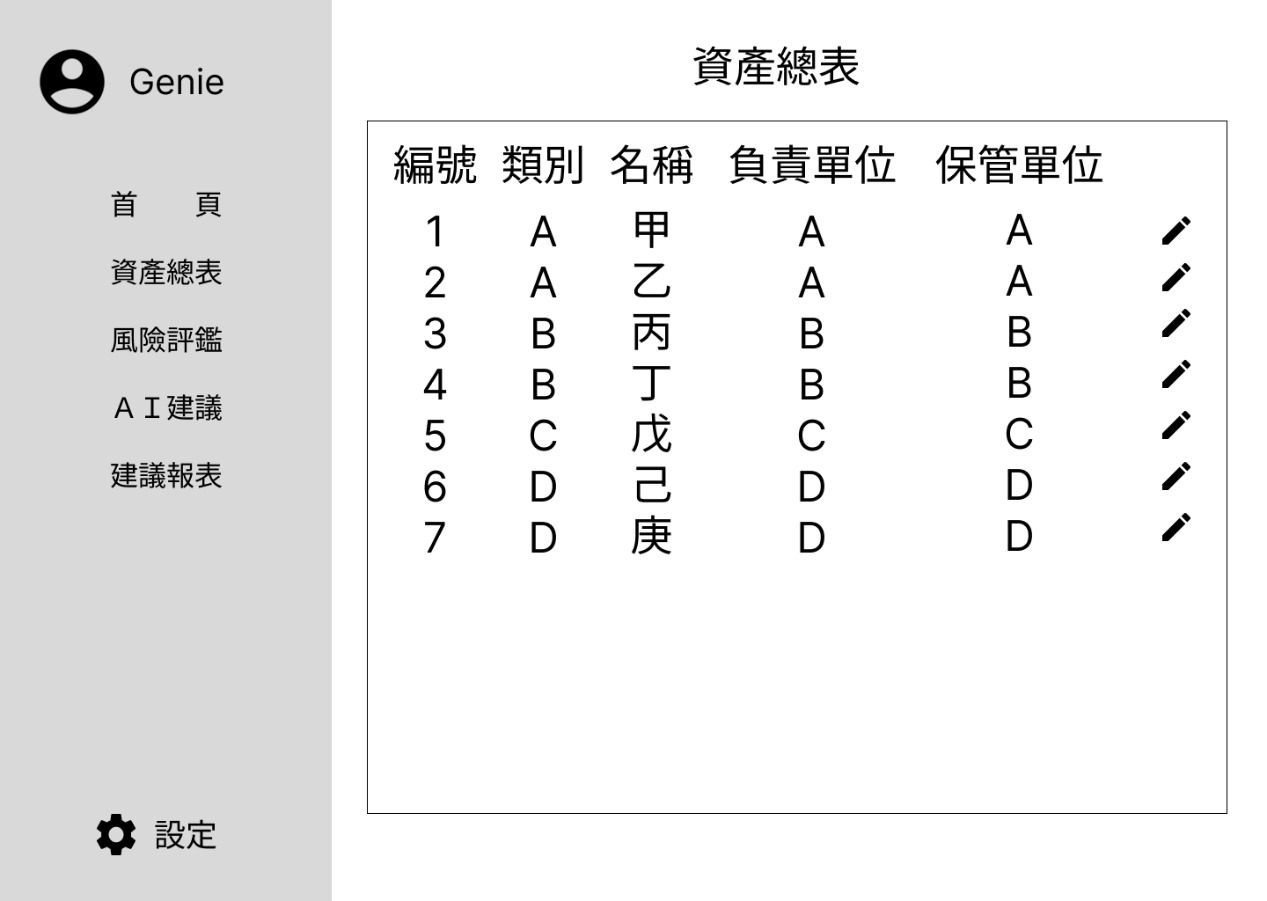 Genie
首　　頁
資產總表
風險評鑑
ＡＩ建議
建議報表
設定
資產總表
編號 類別 名稱 負責單位 保管單位
1 A 甲 A A
2 A 乙 A A
3 B 丙 B B
4 B 丁 B B
5 C 戊 C C
6 D 己 D D
7 D 庚 D D